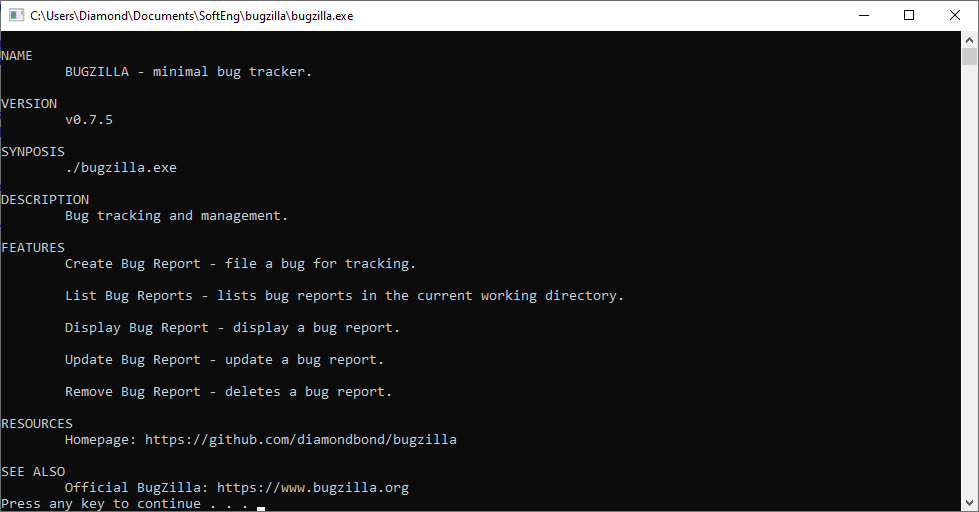 C:\Users\Diamond\Documents\SoftEng\bugzilla\bugzilla.exe
NAME
BUGZILLA - minimal bug tracker.
VERSION
v0.7.5
SYNPOSIS
./bugzilla.exe
DESCRIPTION
Bug tracking and management.
FEATURES
Create Bug Report - file a bug for tracking.
List Bug Reports - lists bug reports in the current working directory.
Display Bug Report - display a bug report.
Update Bug Report - update a bug report.
Remove Bug Report - deletes a bug report.
RESOURCES
Homepage: https://github.com/diamondbond/bugzilla
SEE ALSO
Official BugZilla: https://www.bugzilla.org
Press any key to continue . . .